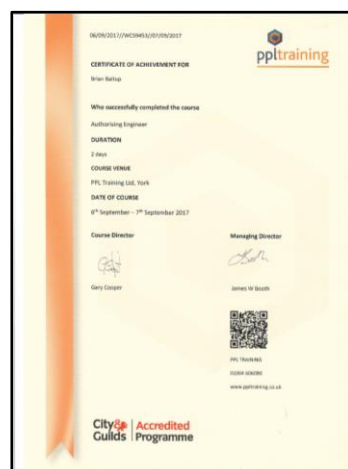 06/09/2017//WCS9453//07/09/2017
ppltraining
CERTIFICATE OF ACHIEVEMENT FOR
Brian Baitup
Who successfully completed the course
Authorising Engineer
DURATION
2 days
COURSE VENUE
PPL Training Ltd, York
DATE OF COURSE
6th September – 7th September 2017
Course Director
Managing Director
Gary Cooper
James W Booth
PPL TRAINING
www.ppltraining.co.uk
City& Guilds
Accredited Programme